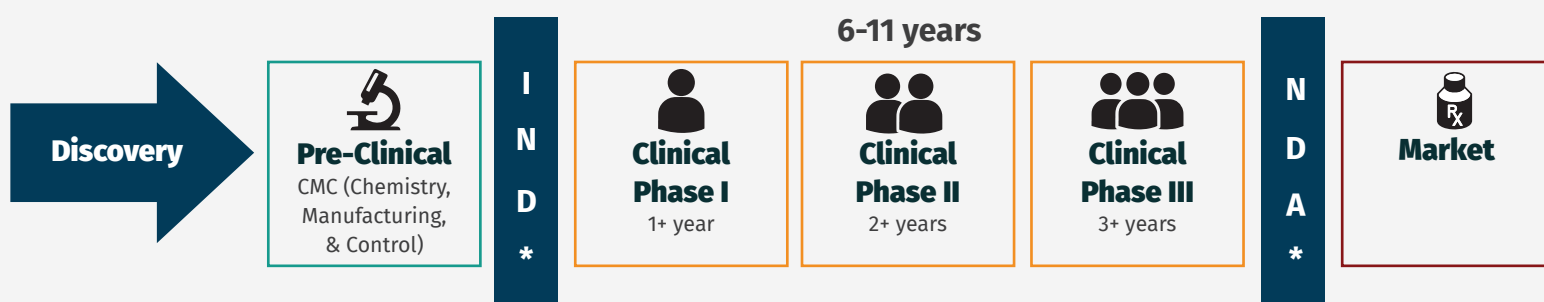 6-11 years
Discovery
Pre-Clinical
CMC (Chemistry,
Manufacturing,
& Control)
I
N
D
*
Clinical
Phase I
1+ year
Clinical
Phase II
2+ years
Clinical
Phase III
3+ years
N
D
A
*
RX
Market